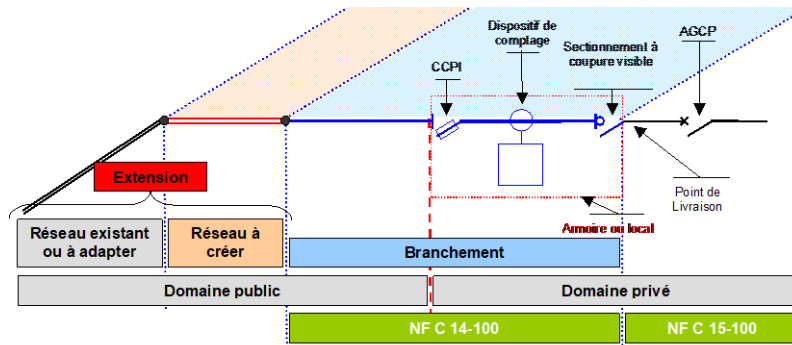 Dispositif de
comptage
Sectionnement à
coupure visible
AGCP
CCPI
Extension
Point de
Livraison
Armoire ou local
Réseau existant
ou à adapter
Réseau à
créer
Branchement
Domaine public
Domaine privé
NF C 14-100
NF C 15-100